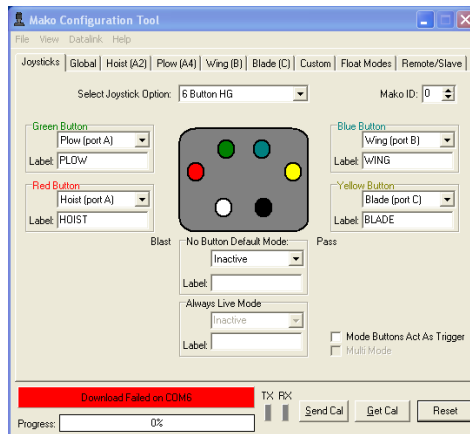 Mako Configuration Tool
File View Datalink Help
Joysticks Global Hoist (A2) Plow (A4) Wing (B) Blade (C) Custom Float Modes Remote/Slave
Select Joystick Option: 6 Button HG Mako ID: 0
Green Button
Plow (port A)
Label: PLOW
Blue Button
Wing (port B)
Label: WING
Red Button
Hoist (port A)
Label: HOIST
Yellow Button
Blade (port C)
Label: BLADE
Blast No Button Default Mode: Pass
Inactive
Label:
Always Live Mode
Inactive
Label:
Mode Buttons Act As Trigger
Multi Mode
Download Failed on COM6 TX RX
Send Cal Get Cal Reset
Progress: 0%